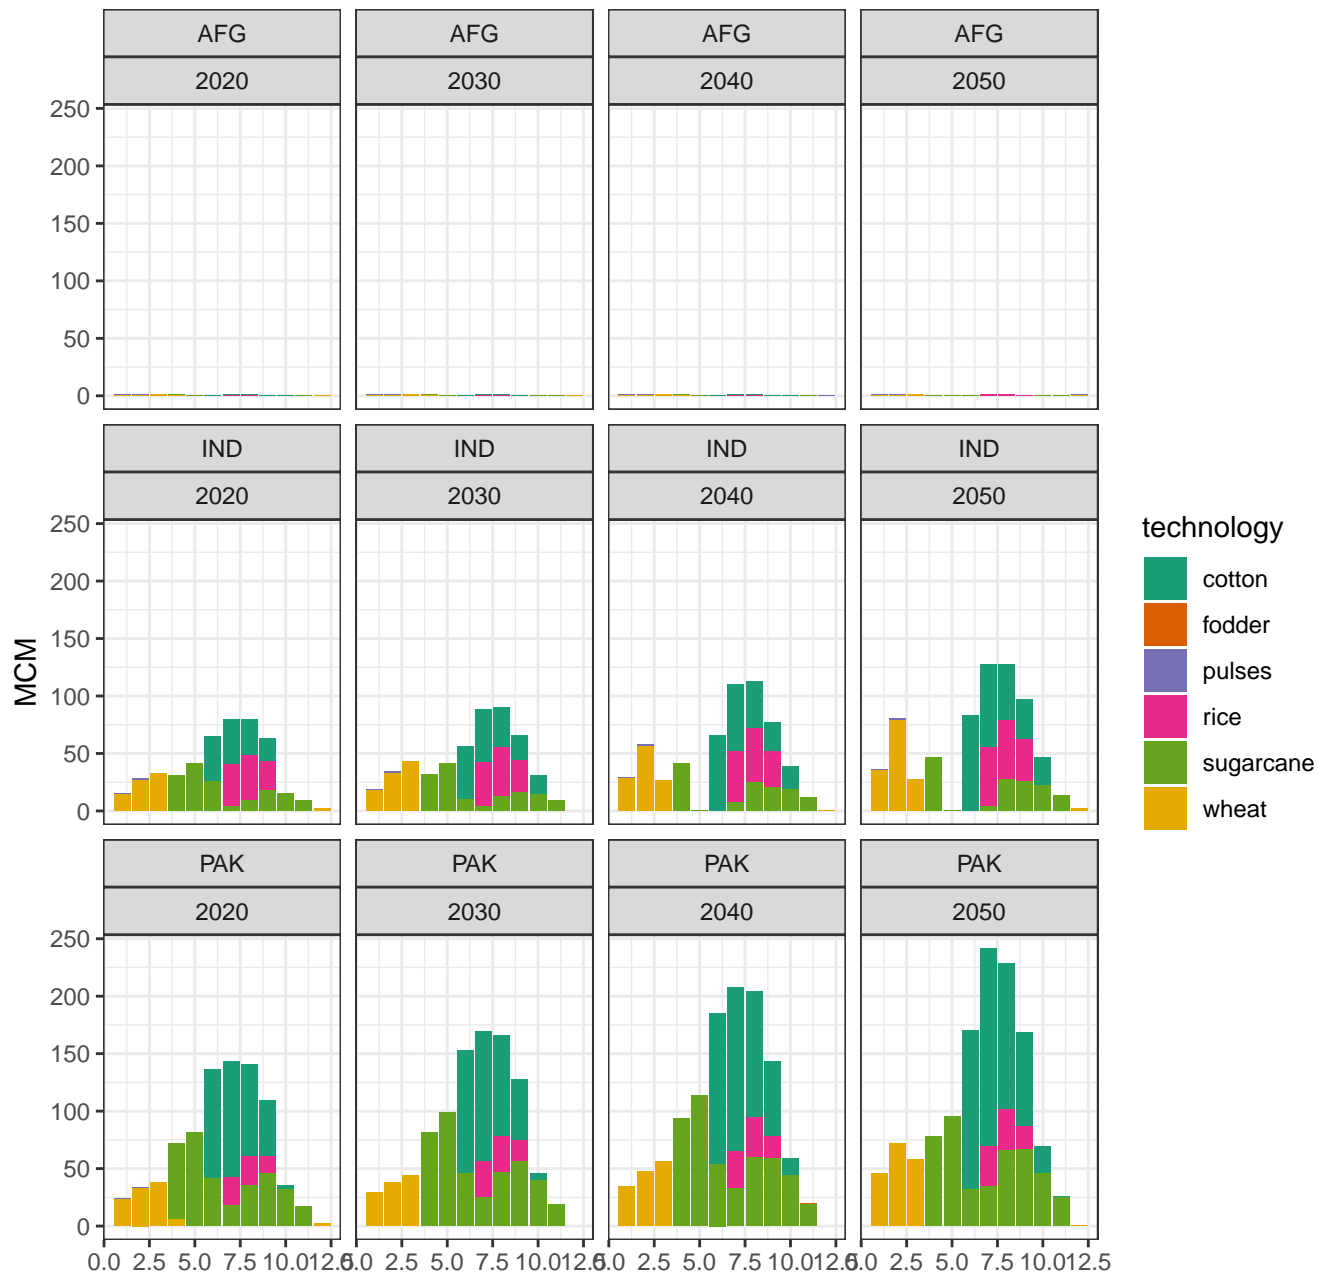 AFG AFG AFG AFG
2020 2030 2040 2050
250
200
150
100
50
0
IND IND IND IND
2020 2030 2040 2050
250
200
150
100
50
0
MCM
PAK PAK PAK PAK
2020 2030 2040 2050
250
200
150
100
50
0
0.0 2.5 5.0 7.5 10.0 12.5 0.0 2.5 5.0 7.5 10.0 12.5 0.0 2.5 5.0 7.5 10.0 12.5 0.0 2.5 5.0 7.5 10.0 12.5
technology
cotton
fodder
pulses
rice
sugarcane
wheat